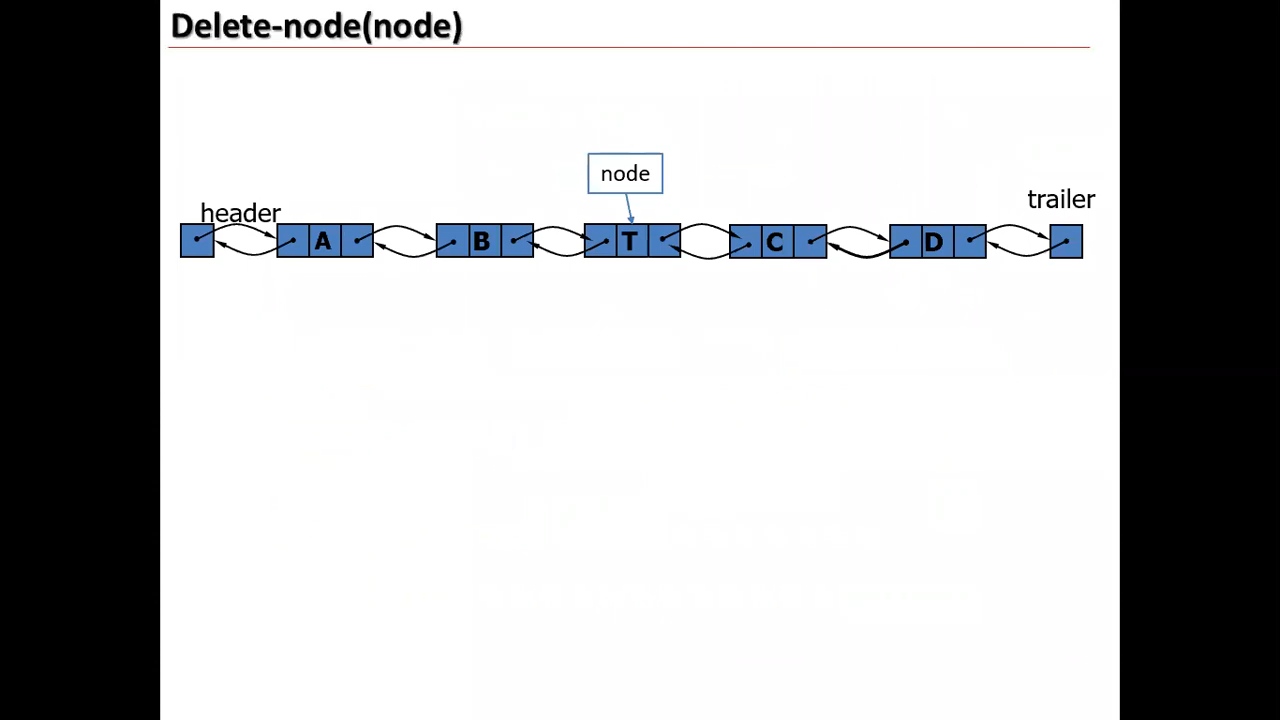 Delete-node(node)
node
header
trailer
A B T C D